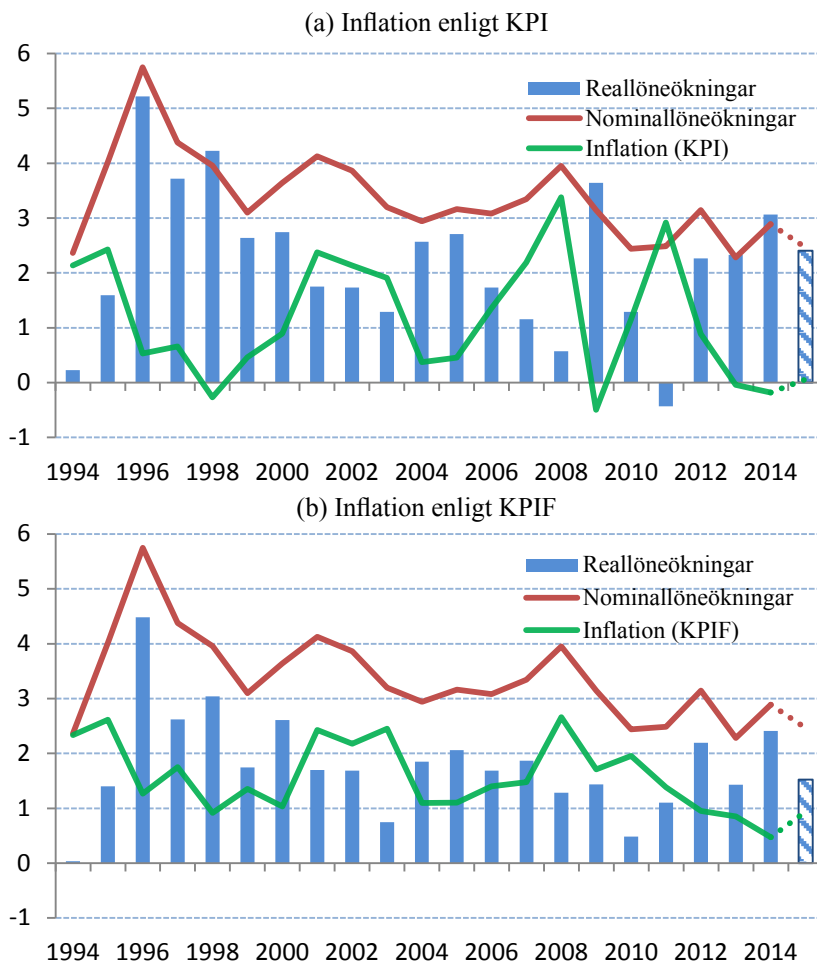 (a) Inflation enligt KPI
6
5
4
3
2
1
0
-1
Reallöneökningar
Nominallöneökningar
Inflation (KPI)
1994 1996 1998 2000 2002 2004 2006 2008 2010 2012 2014
(b) Inflation enligt KPIF
6
5
4
3
2
1
0
-1
Reallöneökningar
Nominallöneökningar
Inflation (KPIF)
1994 1996 1998 2000 2002 2004 2006 2008 2010 2012 2014